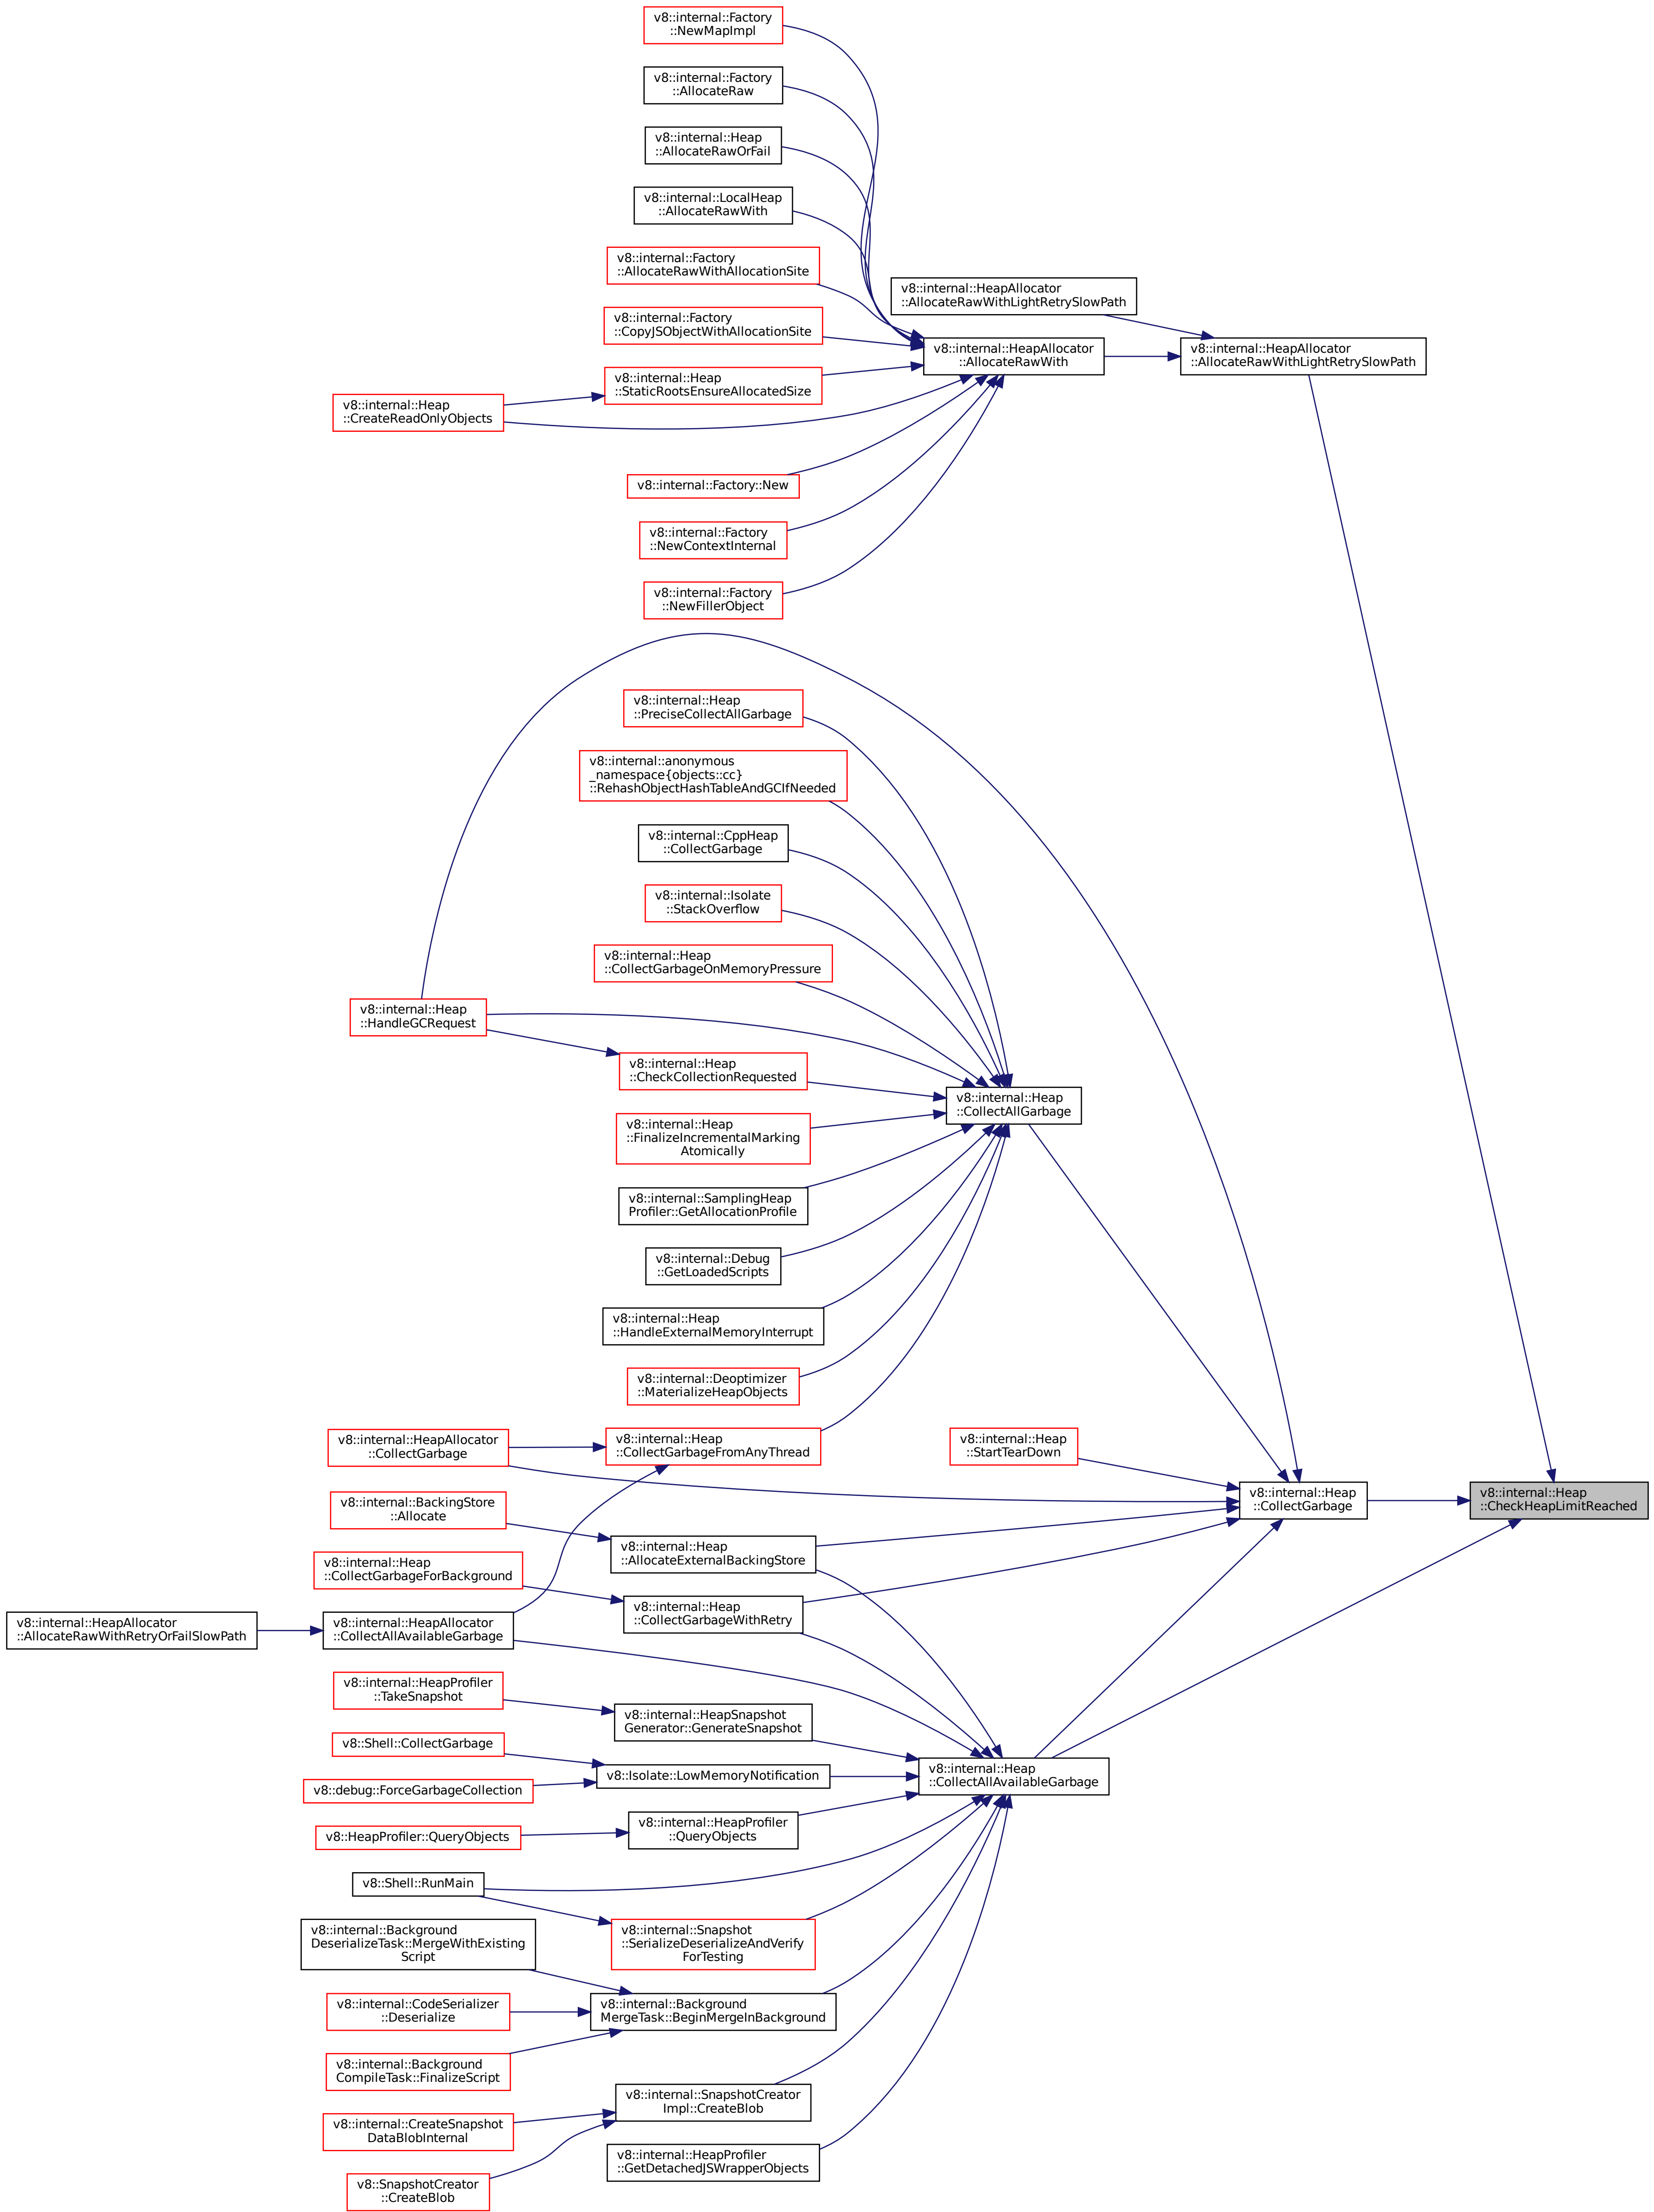 v8::internal::Factory
::NewMapImpl
v8::internal::Factory
::AllocateRaw
v8::internal::Heap
::AllocateRawOrFail
v8::internal::LocalHeap
::AllocateRawWith
v8::internal::Factory
::AllocateRawWithAllocationSite
v8::internal::HeapAllocator
::AllocateRawWithLightRetrySlowPath
v8::internal::Factory
::CopyJSObjectWithAllocationSite
v8::internal::HeapAllocator
::AllocateRawWith
v8::internal::HeapAllocator
::AllocateRawWithLightRetrySlowPath
v8::internal::Heap
::StaticRootsEnsureAllocatedSize
v8::internal::Heap
::CreateReadOnlyObjects
v8::internal::Factory::New
v8::internal::Factory
::NewContextInternal
v8::internal::Factory
::NewFillerObject
v8::internal::Heap
::PreciseCollectAllGarbage
v8::internal::anonymous
_namespace{objects::cc}
::RehashObjectHashTableAndGCIfNeeded
v8::internal::CppHeap
::CollectGarbage
v8::internal::Isolate
::StackOverflow
v8::internal::Heap
::CollectGarbageOnMemoryPressure
v8::internal::Heap
::HandleGCRequest
v8::internal::Heap
::CheckCollectionRequested
v8::internal::Heap
::CollectAllGarbage
v8::internal::Heap
::FinalizeIncrementalMarking
Atomically
v8::internal::SamplingHeap
Profiler::GetAllocationProfile
v8::internal::Debug
::GetLoadedScripts
v8::internal::Heap
::HandleExternalMemoryInterrupt
v8::internal::Deoptimizer
::MaterializeHeapObjects
v8::internal::HeapAllocator
::CollectGarbage
v8::internal::Heap
::CollectGarbageFromAnyThread
v8::internal::Heap
::StartTearDown
v8::internal::BackingStore
::Allocate
v8::internal::Heap
::CollectGarbage
v8::internal::Heap
::CheckHeapLimitReached
v8::internal::Heap
::AllocateExternalBackingStore
v8::internal::Heap
::CollectGarbageForBackground
v8::internal::Heap
::CollectGarbageWithRetry
v8::internal::HeapAllocator
::AllocateRawWithRetryOrFailSlowPath
v8::internal::HeapAllocator
::CollectAllAvailableGarbage
v8::internal::HeapProfiler
::TakeSnapshot
v8::internal::HeapSnapshot
Generator::GenerateSnapshot
v8::Shell::CollectGarbage
v8::Isolate::LowMemoryNotification
v8::internal::Heap
::CollectAllAvailableGarbage
v8::debug::ForceGarbageCollection
v8::HeapProfiler::QueryObjects
v8::internal::HeapProfiler
::QueryObjects
v8::Shell::RunMain
v8::internal::Snapshot
::SerializeDeserializeAndVerify
ForTesting
v8::internal::Background
DeserializeTask::MergeWithExisting
Script
v8::internal::CodeSerializer
::Deserialize
v8::internal::Background
MergeTask::BeginMergeInBackground
v8::internal::Background
CompileTask::FinalizeScript
v8::internal::SnapshotCreator
Impl::CreateBlob
v8::internal::CreateSnapshot
DataBlobInternal
v8::internal::HeapProfiler
::GetDetachedJSWrapperObjects
v8::SnapshotCreator
::CreateBlob